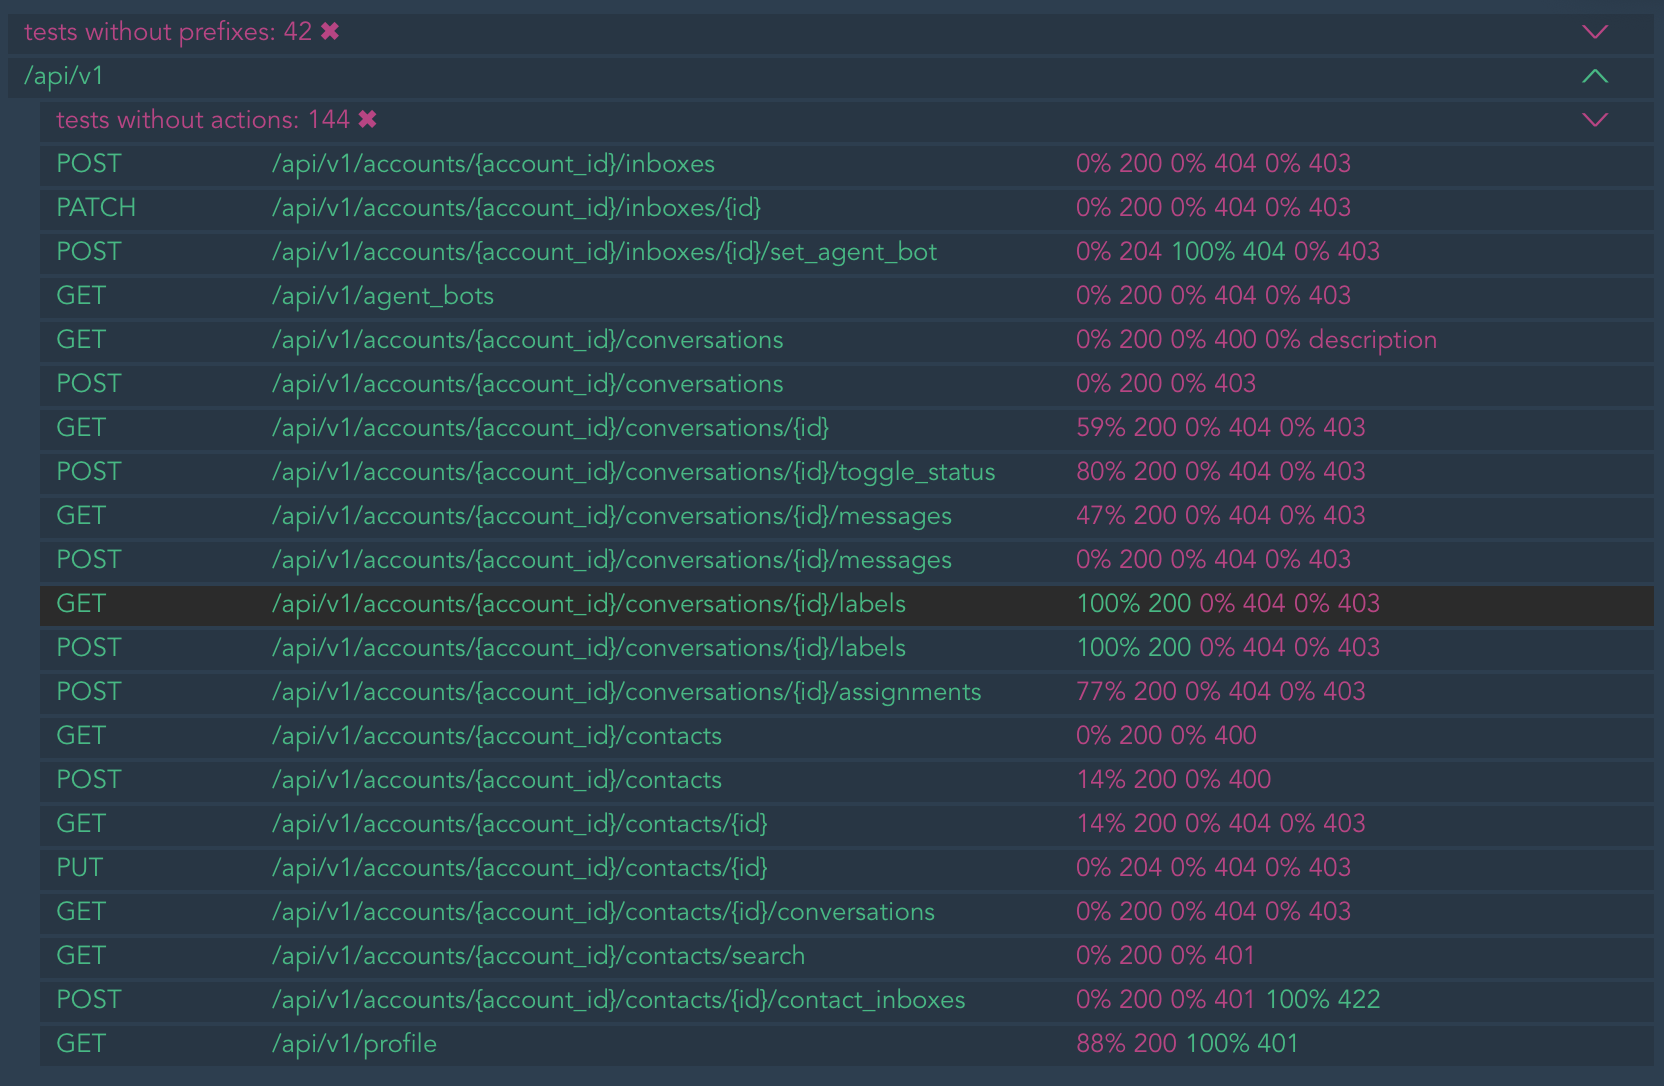 tests without prefixes: 42 ✖
/api/v1
tests without actions: 144 ✖
POST /api/v1/accounts/{account_id}/inboxes 0% 200 0% 404 0% 403
PATCH /api/v1/accounts/{account_id}/inboxes/{id} 0% 200 0% 404 0% 403
POST /api/v1/accounts/{account_id}/inboxes/{id}/set_agent_bot 0% 204 100% 404 0% 403
GET /api/v1/agent_bots 0% 200 0% 404 0% 403
GET /api/v1/accounts/{account_id}/conversations 0% 200 0% 400 0% description
POST /api/v1/accounts/{account_id}/conversations 0% 200 0% 403
GET /api/v1/accounts/{account_id}/conversations/{id} 59% 200 0% 404 0% 403
POST /api/v1/accounts/{account_id}/conversations/{id}/toggle_status 80% 200 0% 404 0% 403
GET /api/v1/accounts/{account_id}/conversations/{id}/messages 47% 200 0% 404 0% 403
POST /api/v1/accounts/{account_id}/conversations/{id}/messages 0% 200 0% 404 0% 403
GET /api/v1/accounts/{account_id}/conversations/{id}/labels 100% 200 0% 404 0% 403
POST /api/v1/accounts/{account_id}/conversations/{id}/labels 100% 200 0% 404 0% 403
POST /api/v1/accounts/{account_id}/conversations/{id}/assignments 77% 200 0% 404 0% 403
GET /api/v1/accounts/{account_id}/contacts 0% 200 0% 400
POST /api/v1/accounts/{account_id}/contacts 14% 200 0% 400
GET /api/v1/accounts/{account_id}/contacts/{id} 14% 200 0% 404 0% 403
PUT /api/v1/accounts/{account_id}/contacts/{id} 0% 204 0% 404 0% 403
GET /api/v1/accounts/{account_id}/contacts/{id}/conversations 0% 200 0% 404 0% 403
GET /api/v1/accounts/{account_id}/contacts/search 0% 200 0% 401
POST /api/v1/accounts/{account_id}/contacts/{id}/contact_inboxes 0% 200 0% 401 100% 422
GET /api/v1/profile 88% 200 100% 401